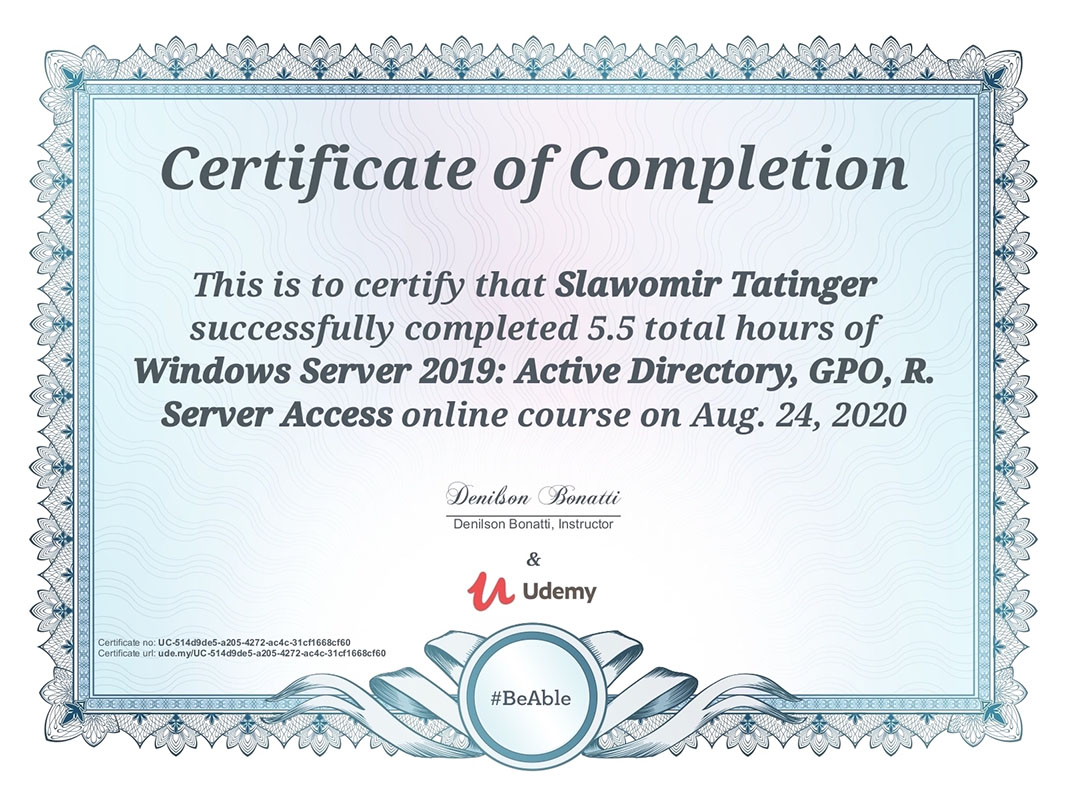 Certificate of Completion
This is to certify that Slawomir Tatinger
successfully completed 5.5 total hours of
Windows Server 2019: Active Directory, GPO, R.
Server Access online course on Aug. 24, 2020
Denilson Bonatti
Denilson Bonatti, Instructor
&
Udemy
Certificate no: UC-514d9de5-a205-4272-ac4c-31cf1668cf60
Certificate url: ude.my/UC-514d9de5-a205-4272-ac4c-31cf1668cf60
#BeAble